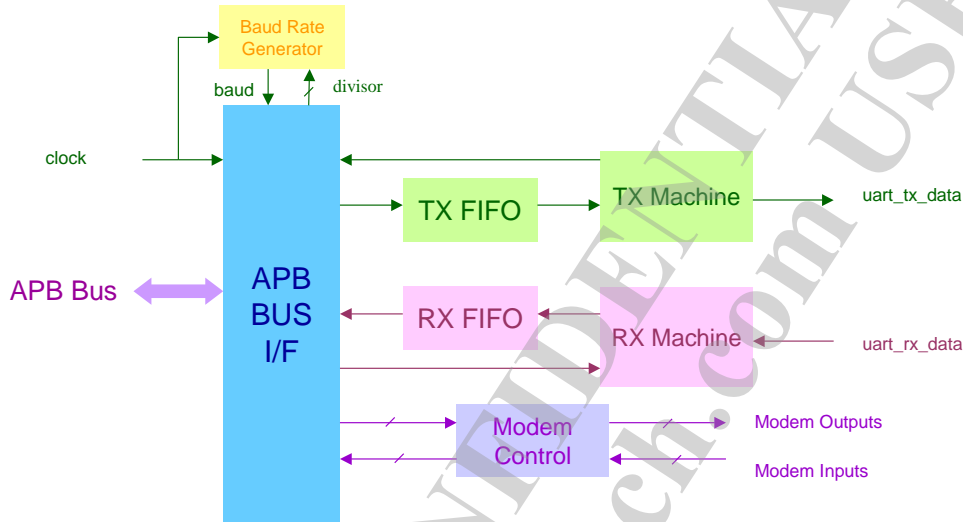 Baud Rate
Generator
baud
divisor
clock
TX FIFO
TX Machine
uart_tx_data
APB Bus
APB
BUS
I/F
RX FIFO
RX Machine
uart_rx_data
Modem
Control
Modem Outputs
Modem Inputs